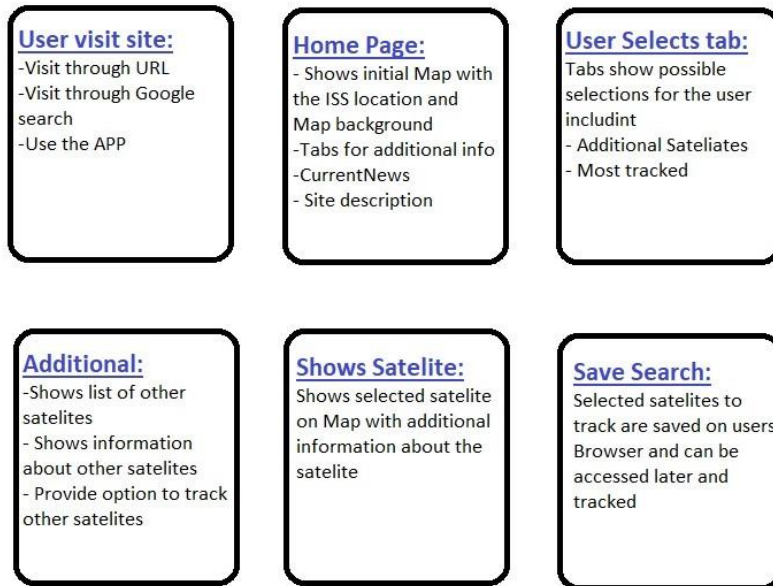 User visit site:
-Visit through URL
-Visit through Google
search
-Use the APP
Home Page:
- Shows initial Map with
the ISS location and
Map background
-Tabs for additional info
-CurrentNews
- Site description
User Selects tab:
Tabs show possible
selections for the user
includint
- Additional Sateliates
- Most tracked
Additional:
-Shows list of other
satelites
- Shows information
about other satelites
- Provide option to track
other satelites
Shows Satelite:
Shows selected satelite
on Map with additional
information about the
satelite
Save Search:
Selected satelites to
track are saved on users
Browser and can be
accessed later and
tracked